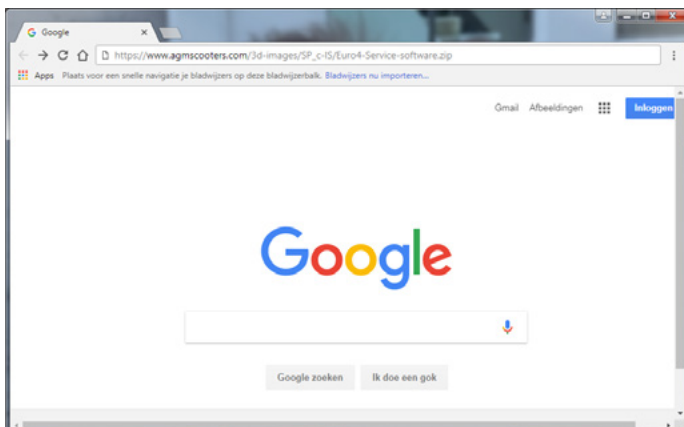 Google
https://www.agmscooters.com/3d-images/SP_c-IS/Euro4-Service-software.zip
Apps Plaats voor een snelle navigatie je bladwijzers op deze bladwijzerbalk. Bladwijzers nu importeren...
Gmail Afbeeldingen Inloggen
Google
Google zoeken Ik doe een gok